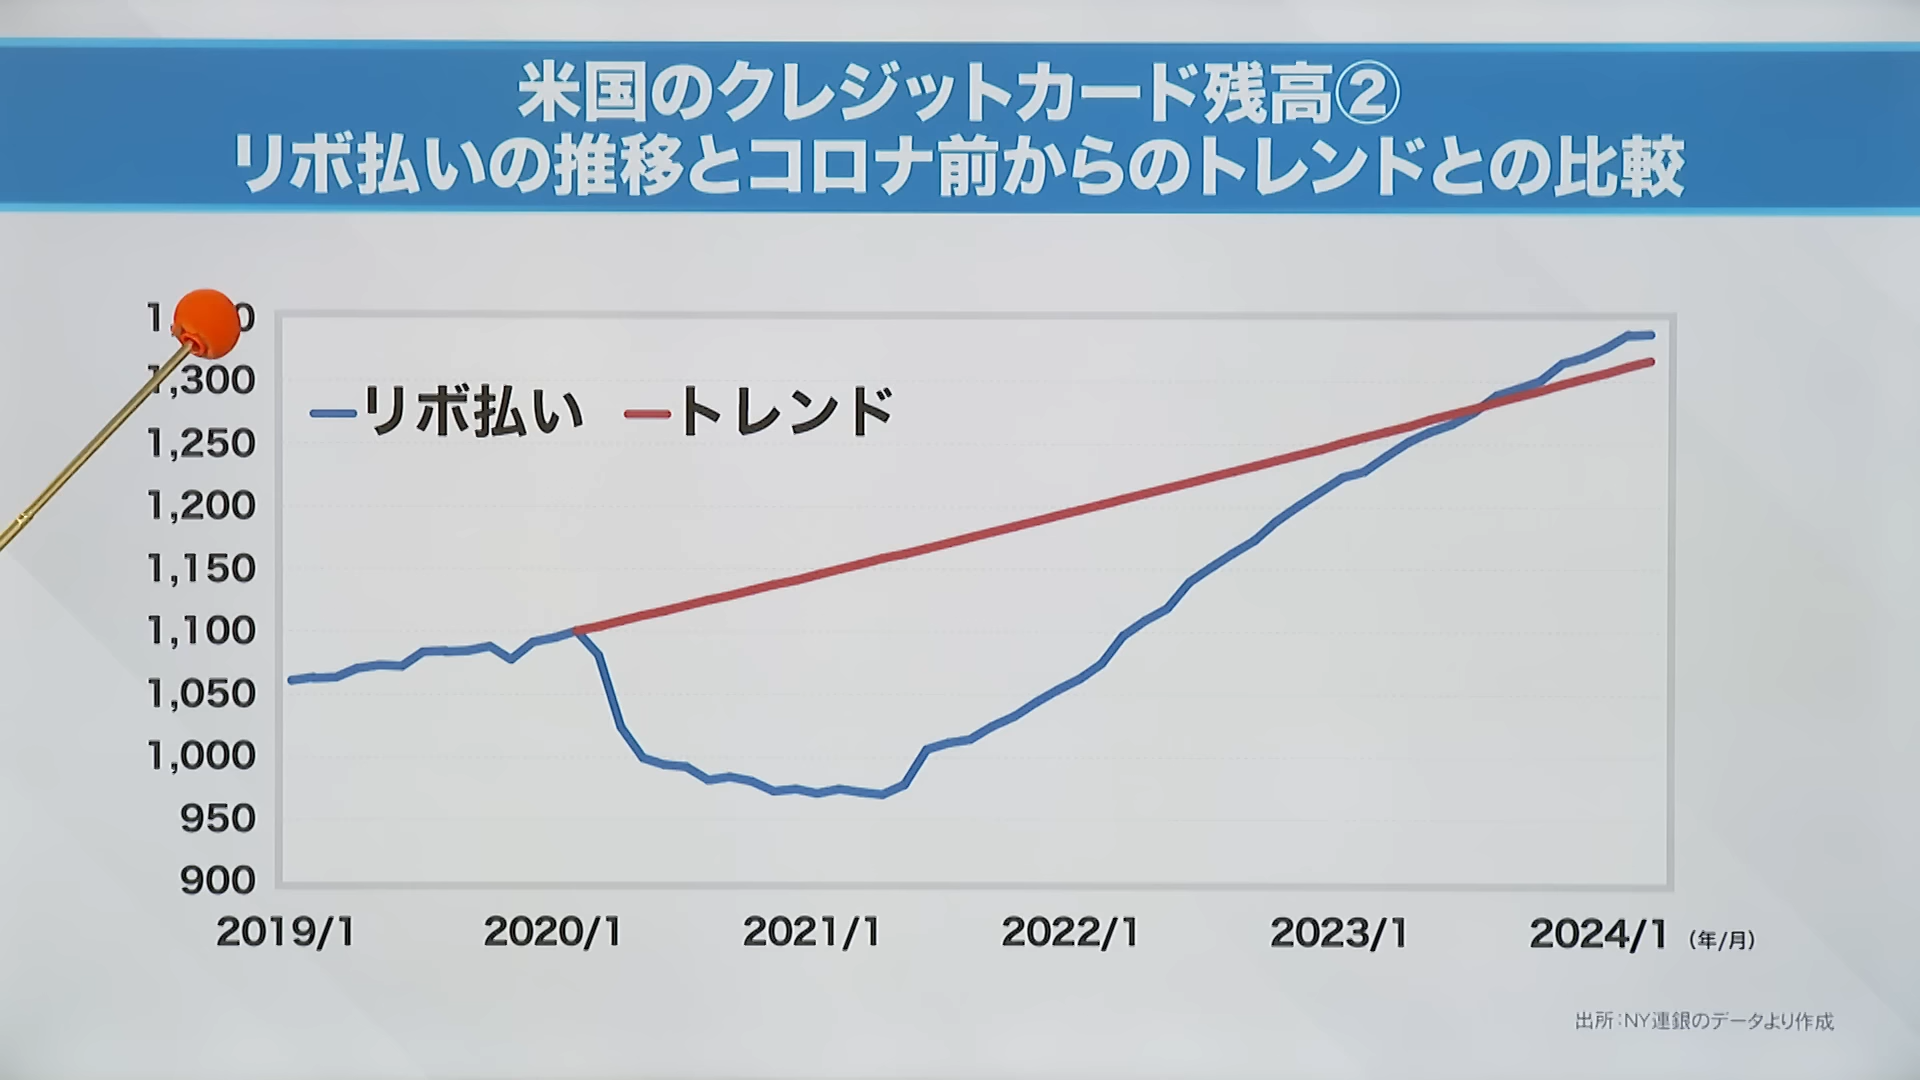 米国のクレジットカード残高②
リボ払いの推移とコロナ前からのトレンドとの比較
1,300
1,250
1,200
1,150
1,100
1,050
1,000
950
900
リボ払い トレンド
2019/1 2020/1 2021/1 2022/1 2023/1 2024/1 (年/月)
出所:NY連銀のデータより作成